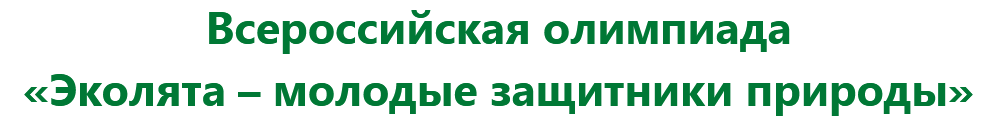 Всероссийская олимпиада
«Эколята – молодые защитники природы»